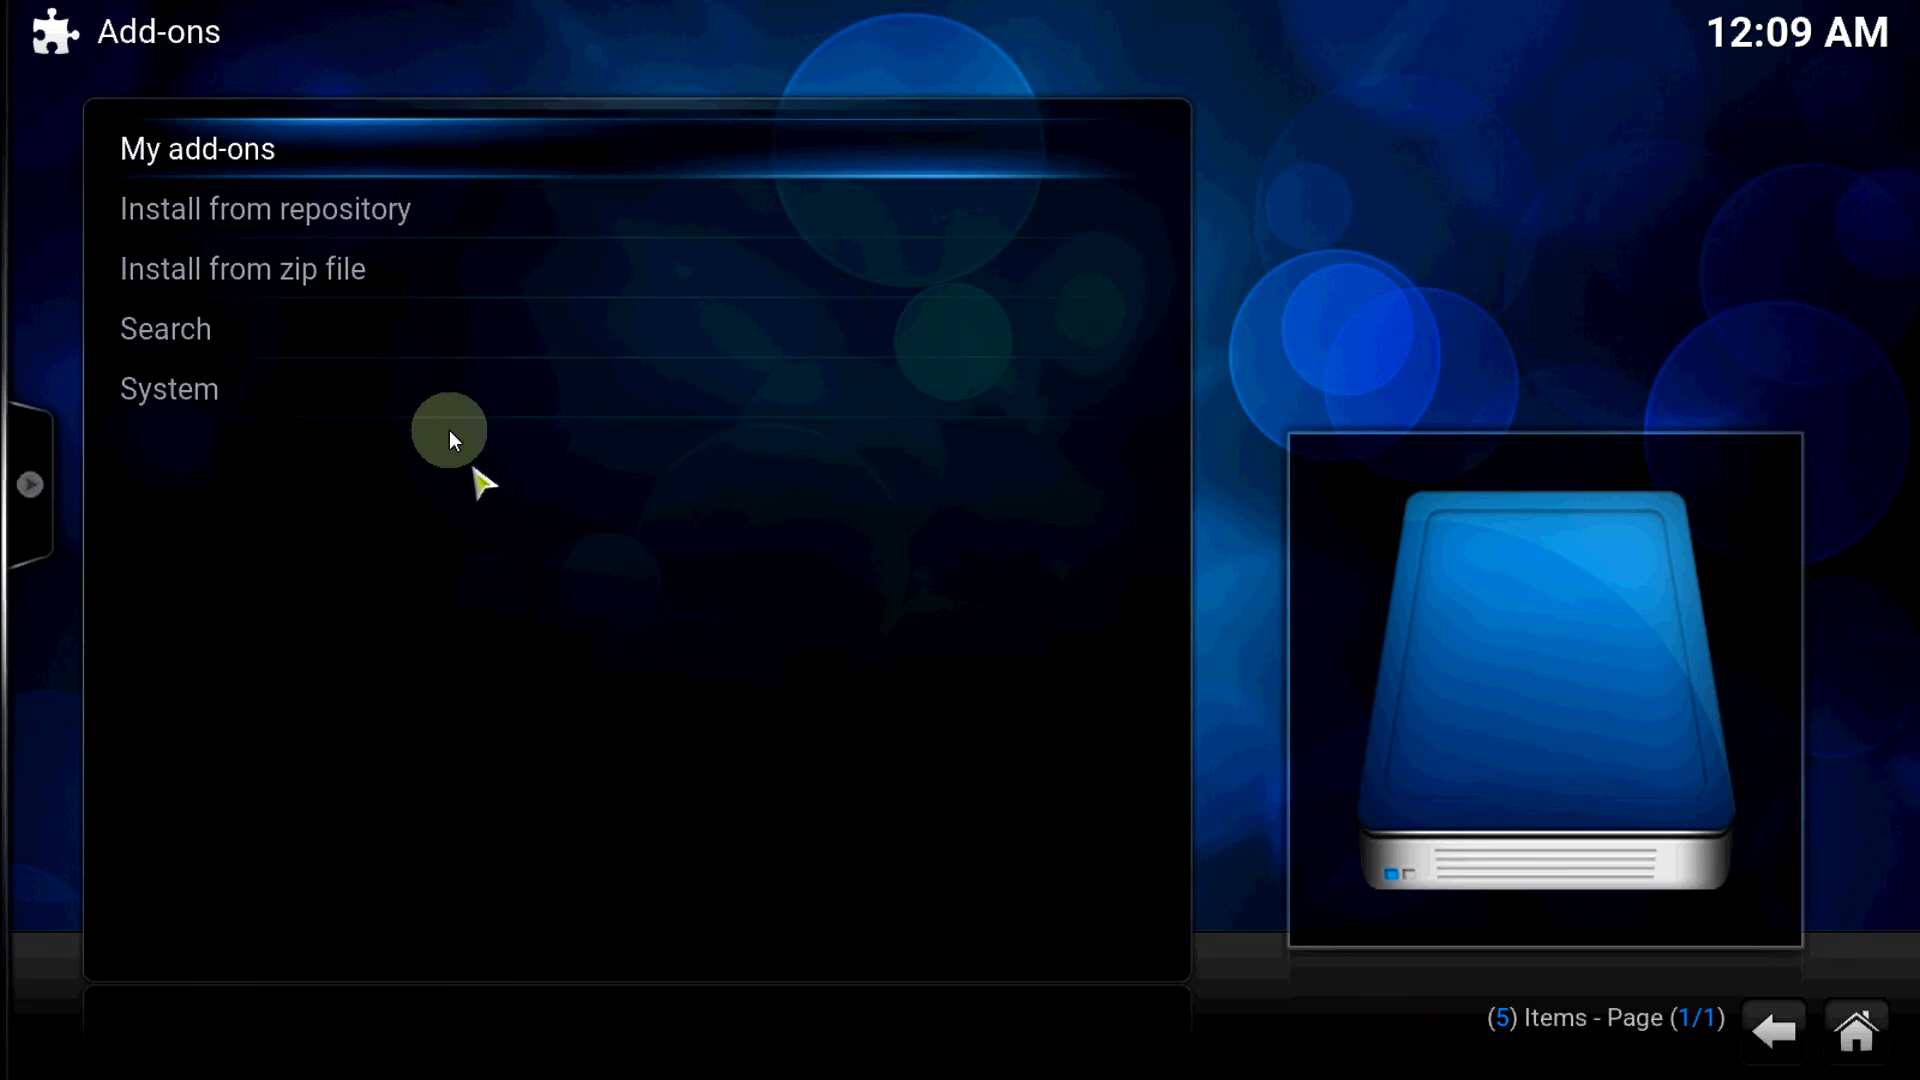 Add-ons
12:09 AM
My add-ons
Install from repository
Install from zip file
Search
System
(5) Items - Page (1/1)